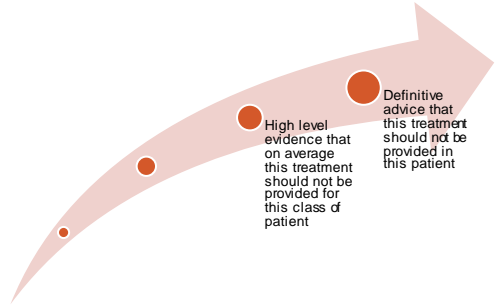 High level
evidence that
on average
this treatment
should not be
provided for
this class of
patient
Definitive
advice that
this treatment
should not be
provided in
this patient